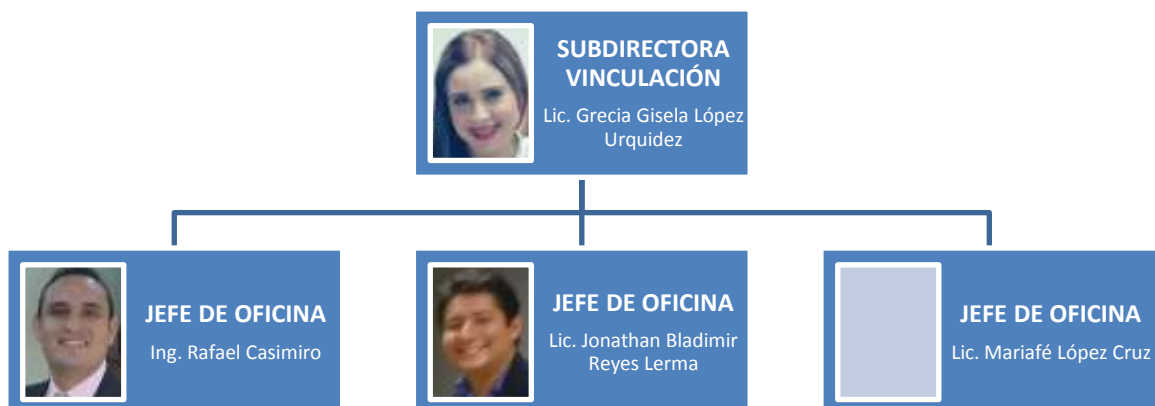 SUBDIRECTORA
VINCULACIÓN
Lic. Grecia Gisela López
Urquidez
JEFE DE OFICINA
Ing. Rafael Casimiro
JEFE DE OFICINA
Lic. Jonathan Bladimir
Reyes Lerma
JEFE DE OFICINA
Lic. Mariafé López Cruz